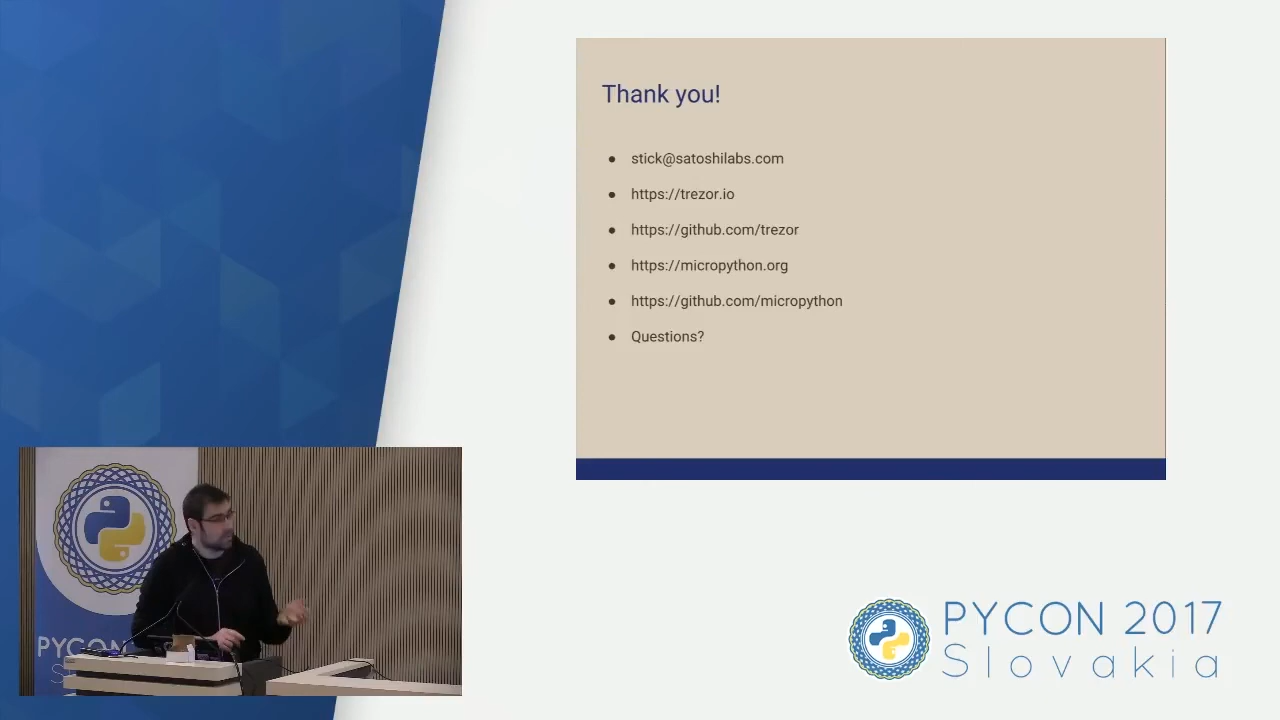 Thank you!
● stick@satoshilabs.com
● https://trezor.io
● https://github.com/trezor
● https://micropython.org
● https://github.com/micropython
● Questions?
PYCON
PYCON 2017
Slovakia